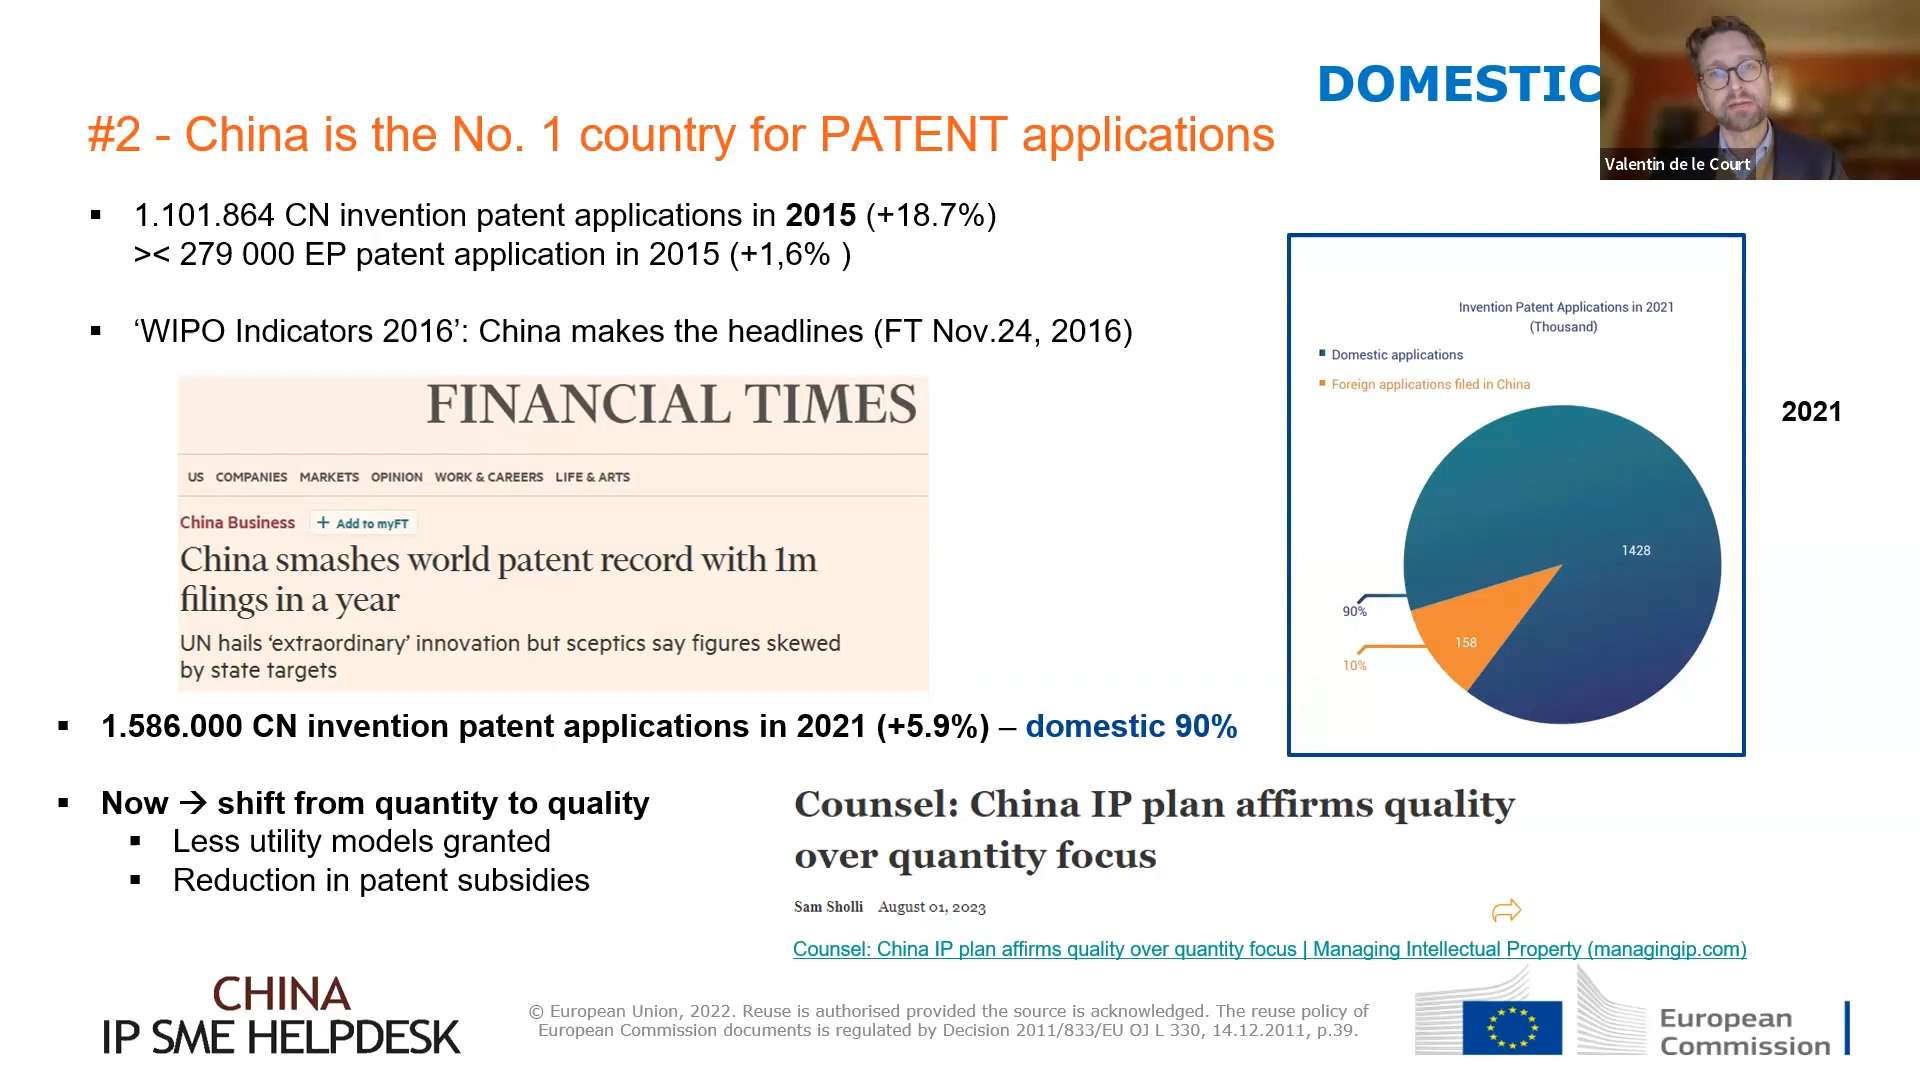 DOMESTIC
Valentin de le Court
#2 - China is the No. 1 country for PATENT applications
▪ 1.101.864 CN invention patent applications in 2015 (+18.7%)
>< 279 000 EP patent application in 2015 (+1,6% )
▪ ‘WIPO Indicators 2016’: China makes the headlines (FT Nov.24, 2016)
FINANCIAL TIMES
US COMPANIES MARKETS OPINION WORK & CAREERS LIFE & ARTS
China Business + Add to myFT
China smashes world patent record with 1m
filings in a year
UN hails ‘extraordinary’ innovation but sceptics say figures skewed
by state targets
Invention Patent Applications in 2021
(Thousand)
Domestic applications
Foreign applications filed in China
2021
1428
90%
158
10%
▪ 1.586.000 CN invention patent applications in 2021 (+5.9%) – domestic 90%
▪ Now → shift from quantity to quality
▪ Less utility models granted
▪ Reduction in patent subsidies
Counsel: China IP plan affirms quality
over quantity focus
Sam Sholli August 01, 2023
Counsel: China IP plan affirms quality over quantity focus | Managing Intellectual Property (managingip.com)
CHINA
IP SME HELPDESK
© European Union, 2022. Reuse is authorised provided the source is acknowledged. The reuse policy of
European Commission documents is regulated by Decision 2011/833/EU OJ L 330, 14.12.2011, p.39.
European
Commission